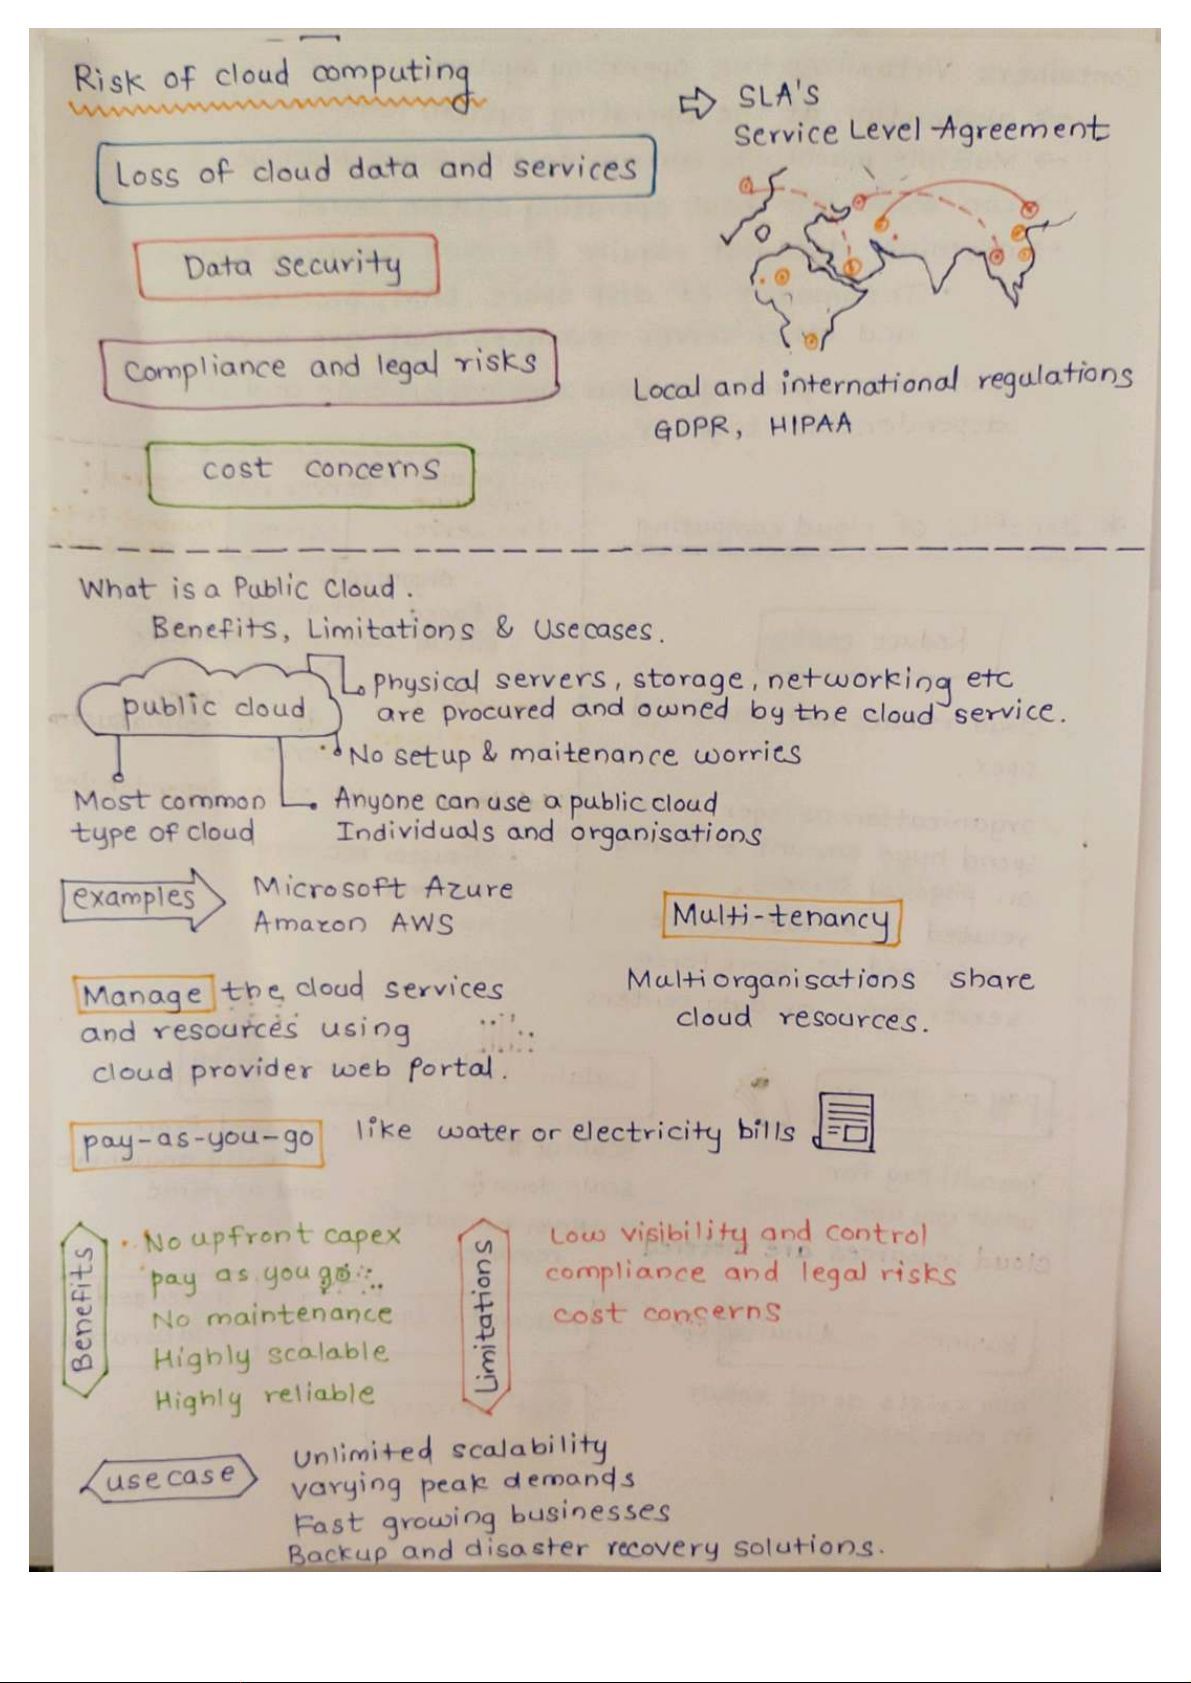 Risk of cloud computing
Loss of cloud data and services
Data security
Compliance and legal risks
cost concerns
SLA's
Service Level Agreement
Local and international regulations
GDPR, HIPAA
What is a Public Cloud.
Benefits, Limitations & Usecases.
public cloud
Physical servers, storage, networking etc
are procured and owned by the cloud service.
No setup & maitenance worries
Most common
type of cloud
Anyone can use a public cloud
Individuals and organisations
examples
Microsoft Azure
Amazon AWS
Multi-tenancy
Multi organisations share
cloud resources.
Manage the cloud services
and resources using
cloud provider web Portal.
pay-as-you-go
like water or electricity bills
Benefits
No upfront capex
pay as you go
No maintenance
Highly scalable
Highly reliable
Limitations
Low visibility and control
compliance and legal risks
cost concerns
use case
Unlimited scalability
varying peak demands
Fast growing businesses
Backup and disaster recovery solutions.